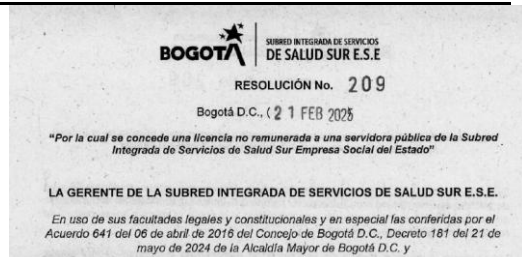 BOGOTÁ
SUBRED INTEGRADA DE SERVICIOS
DE SALUD SUR E.S.E
RESOLUCIÓN No. 209
Bogotá D.C., ( 21 FEB 2025
"Por la cual se concede una licencia no remunerada a una servidora pública de la Subred
Integrada de Servicios de Salud Sur Empresa Social del Estado"
LA GERENTE DE LA SUBRED INTEGRADA DE SERVICIOS DE SALUD SUR E.S.E.
En uso de sus facultades legales y constitucionales y en especial las conferidas por el
Acuerdo 641 del 06 de abril de 2016 del Concejo de Bogotá D.C., Decreto 181 del 21 de
mayo de 2024 de la Alcaldía Mayor de Bogotá D.C. y